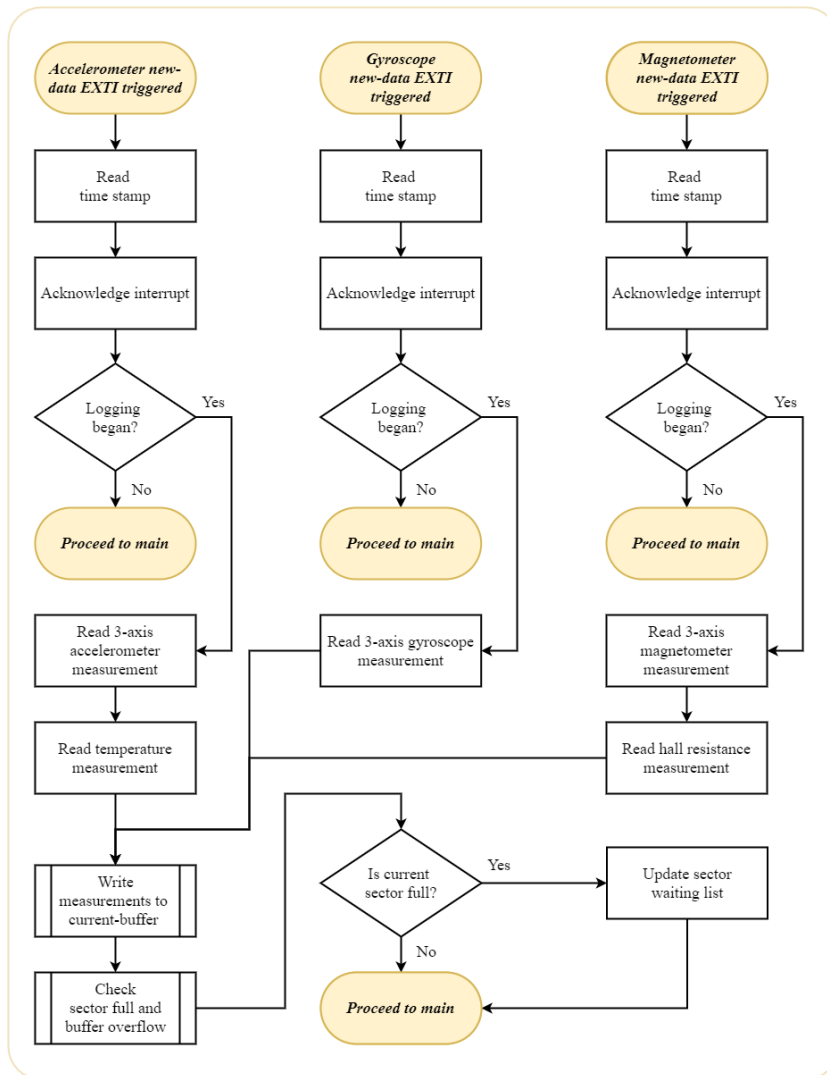 Accelerometer new-
data EXTI triggered
Gyroscope
new-data EXTI
triggered
Magnetometer
new-data EXTI
triggered
Read
time stamp
Read
time stamp
Read
time stamp
Acknowledge interrupt
Acknowledge interrupt
Acknowledge interrupt
Logging
began?
Yes
No
Logging
began?
Yes
No
Logging
began?
Yes
No
Proceed to main
Proceed to main
Proceed to main
Read 3-axis
accelerometer
measurement
Read 3-axis gyroscope
measurement
Read 3-axis
magnetometer
measurement
Read temperature
measurement
Read hall resistance
measurement
Write
measurements to
current-buffer
Is current
sector full?
Yes
No
Update sector
waiting list
Check
sector full and
buffer overflow
Proceed to main